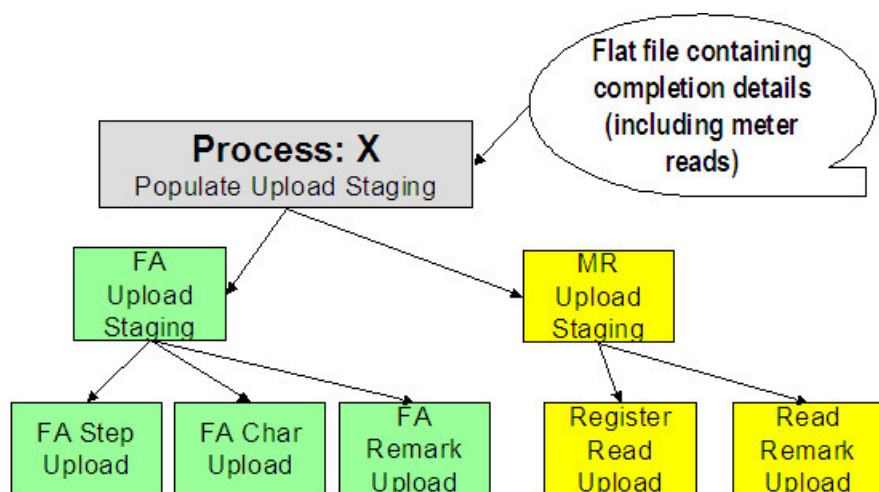 Flat file containing
completion details
(including meter
reads)
Process: X
Populate Upload Staging
FA
Upload
Staging
MR
Upload
Staging
FA Step
Upload
FA Char
Upload
FA
Remark
Upload
Register
Read
Upload
Read
Remark
Upload